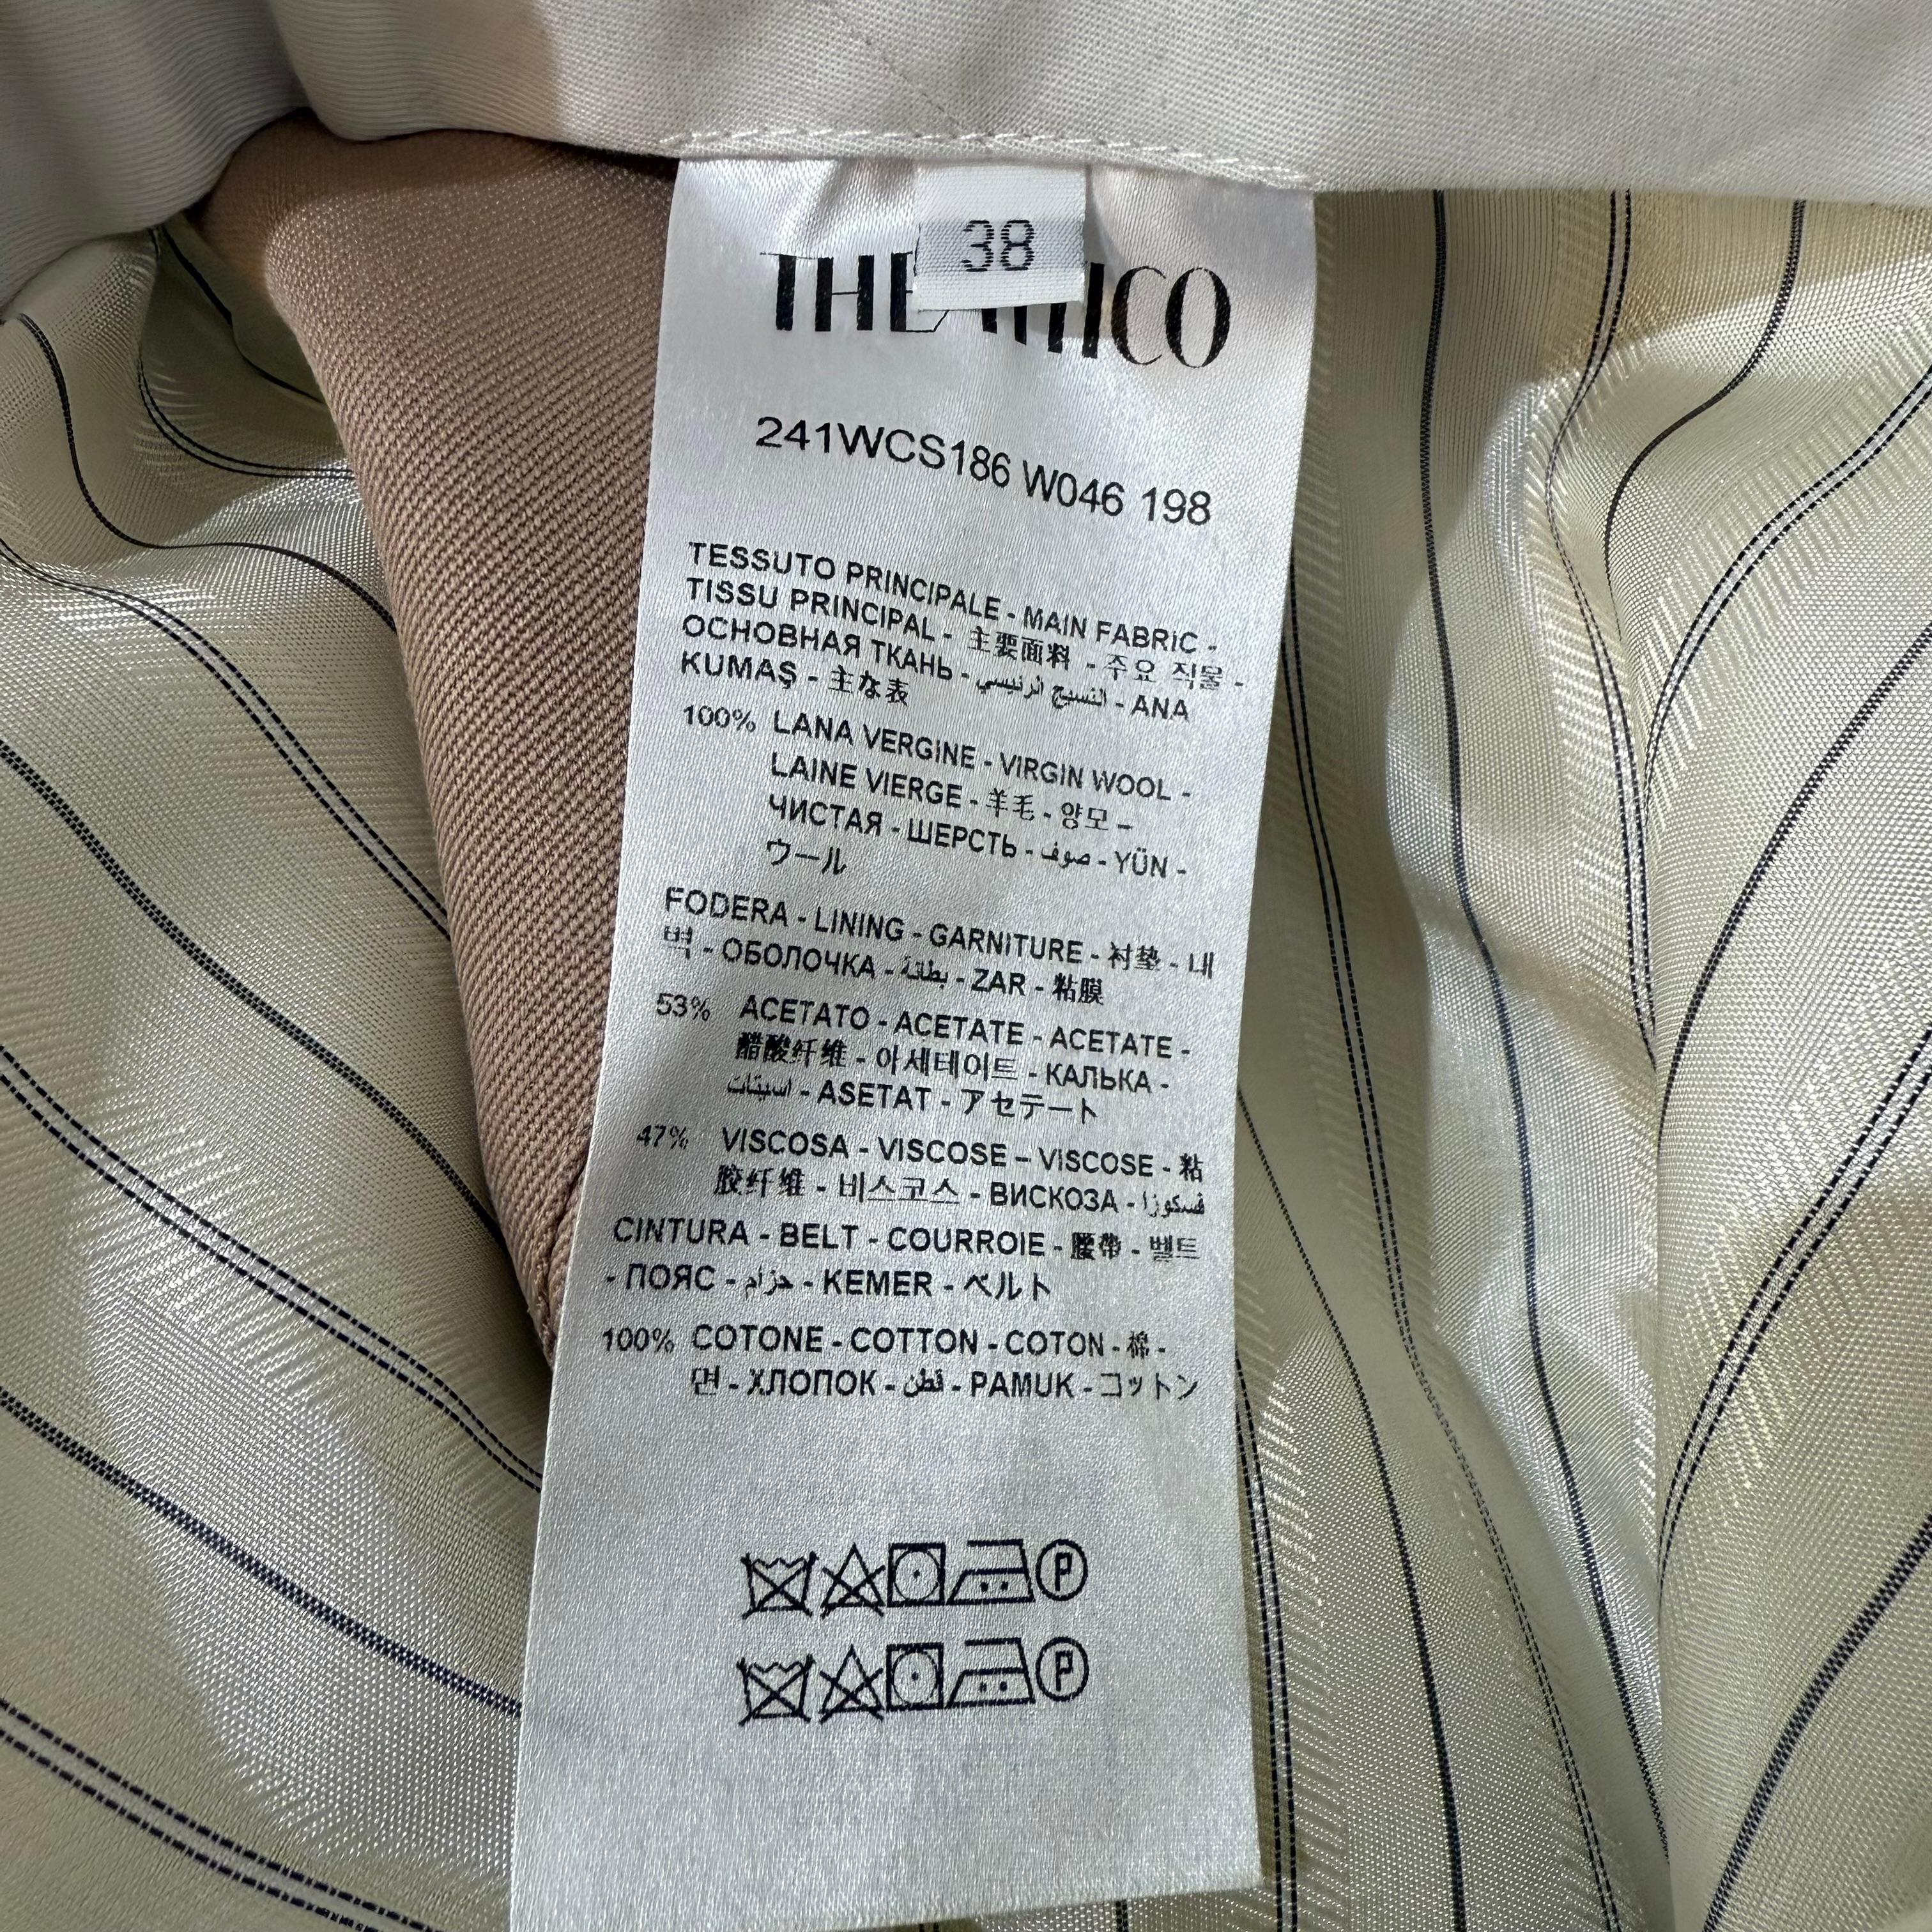 38
THE ATTICO
241WCS186 W046 198
TESSUTO PRINCIPALE - MAIN FABRIC -
TISSU PRINCIPAL - 主要面料 - 주요 직물 -
ОСНОВНАЯ ТКАНЬ - النسيج الرئيسي - ANA
KUMAŞ - 主な表
100% LANA VERGINE - VIRGIN WOOL -
LAINE VIERGE - 羊毛 - 양모 –
ЧИСТАЯ - ШЕРСТЬ - صوف - YÜN -
ウール
FODERA - LINING - GARNITURE - 衬垫 - 내
벽 - ОБОЛОЧКА - بطانة - ZAR - 粘膜
53% ACETATO - ACETATE - ACETATE -
醋酸纤维 - 아세테이트 - КАЛЬКА -
اسيتات - ASETAT - アセテート
47% VISCOSA - VISCOSE – VISCOSE - 粘
胶纤维 - 비스코스 - ВИСКОЗА - فسكوزا
CINTURA - BELT - COURROIE - 腰带 - 벨트
- ПОЯС - حزام - KEMER - ベルト
100% COTONE - COTTON - COTON - 棉 -
면 - ХЛОПОК - قطن - PAMUK - コットン
P
P